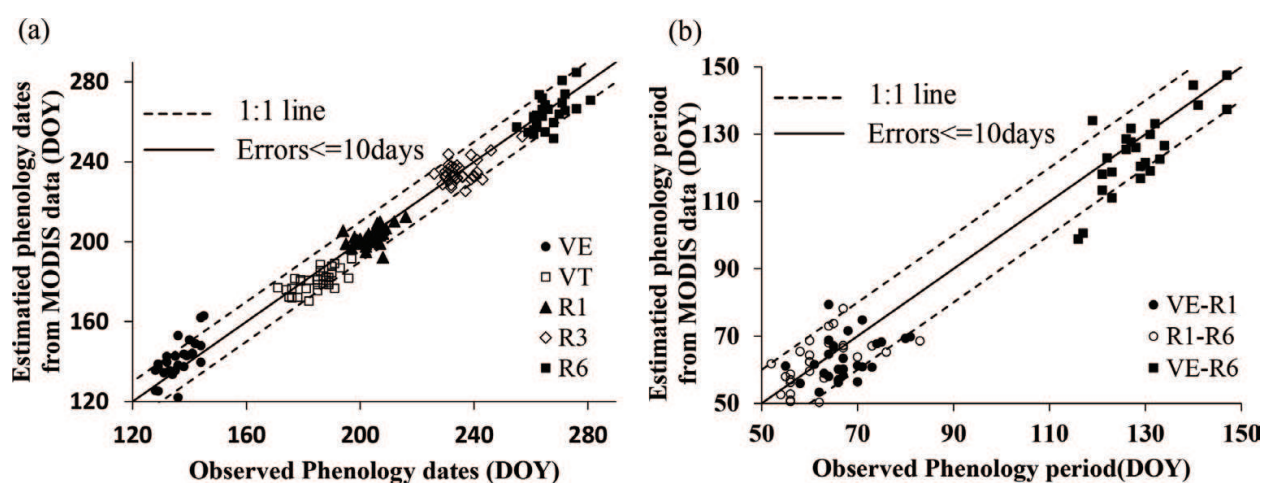 (a)
Estimatied phenology dates
from MODIS data (DOY)
280
240
200
160
120
1:1 line
Errors<=10days
VE
VT
R1
R3
R6
120 160 200 240 280
Observed Phenology dates (DOY)
(b)
Estimatied phenology period
from MODIS data (DOY)
150
130
110
90
70
50
1:1 line
Errors<=10days
VE-R1
R1-R6
VE-R6
50 70 90 110 130 150
Observed Phenology period(DOY)